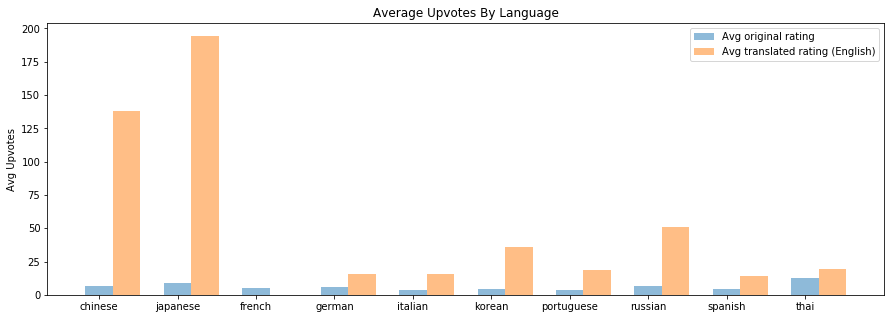 Average Upvotes By Language
Avg original rating
Avg translated rating (English)
Avg Upvotes
200
175
150
125
100
75
50
25
0
chinese japanese french german italian korean portuguese russian spanish thai